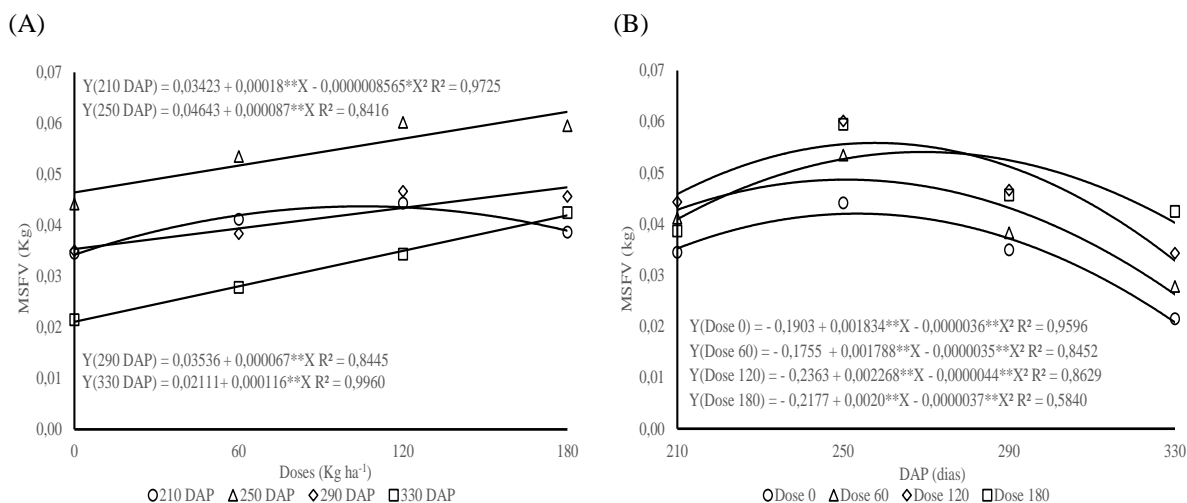 (A)
MSFV (Kg)
0,07
0,06
0,05
0,04
0,03
0,02
0,01
0,00
Y(210 DAP) = 0,03423 + 0,00018**X - 0,0000008565*X² R² = 0,9725
Y(250 DAP) = 0,04643 + 0,000087**X R² = 0,8416
Y(290 DAP) = 0,03536 + 0,000067**X R² = 0,8445
Y(330 DAP) = 0,02111+ 0,000116**X R² = 0,9960
0 60 120 180
Doses (Kg ha⁻¹)
210 DAP 250 DAP 290 DAP 330 DAP
(B)
MSFV (kg)
0,07
0,06
0,05
0,04
0,03
0,02
0,01
0,00
Y(Dose 0) = - 0,1903 + 0,001834**X - 0,0000036**X² R² = 0,9596
Y(Dose 60) = -0,1755 + 0,001788**X - 0,0000035**X² R² = 0,8452
Y(Dose 120) = - 0,2363 + 0,002268**X - 0,0000044**X² R² = 0,8629
Y(Dose 180) = - 0,2177 + 0,0020**X - 0,0000037**X² R² = 0,5840
210 250 290 330
DAP (dias)
Dose 0 Dose 60 Dose 120 Dose 180